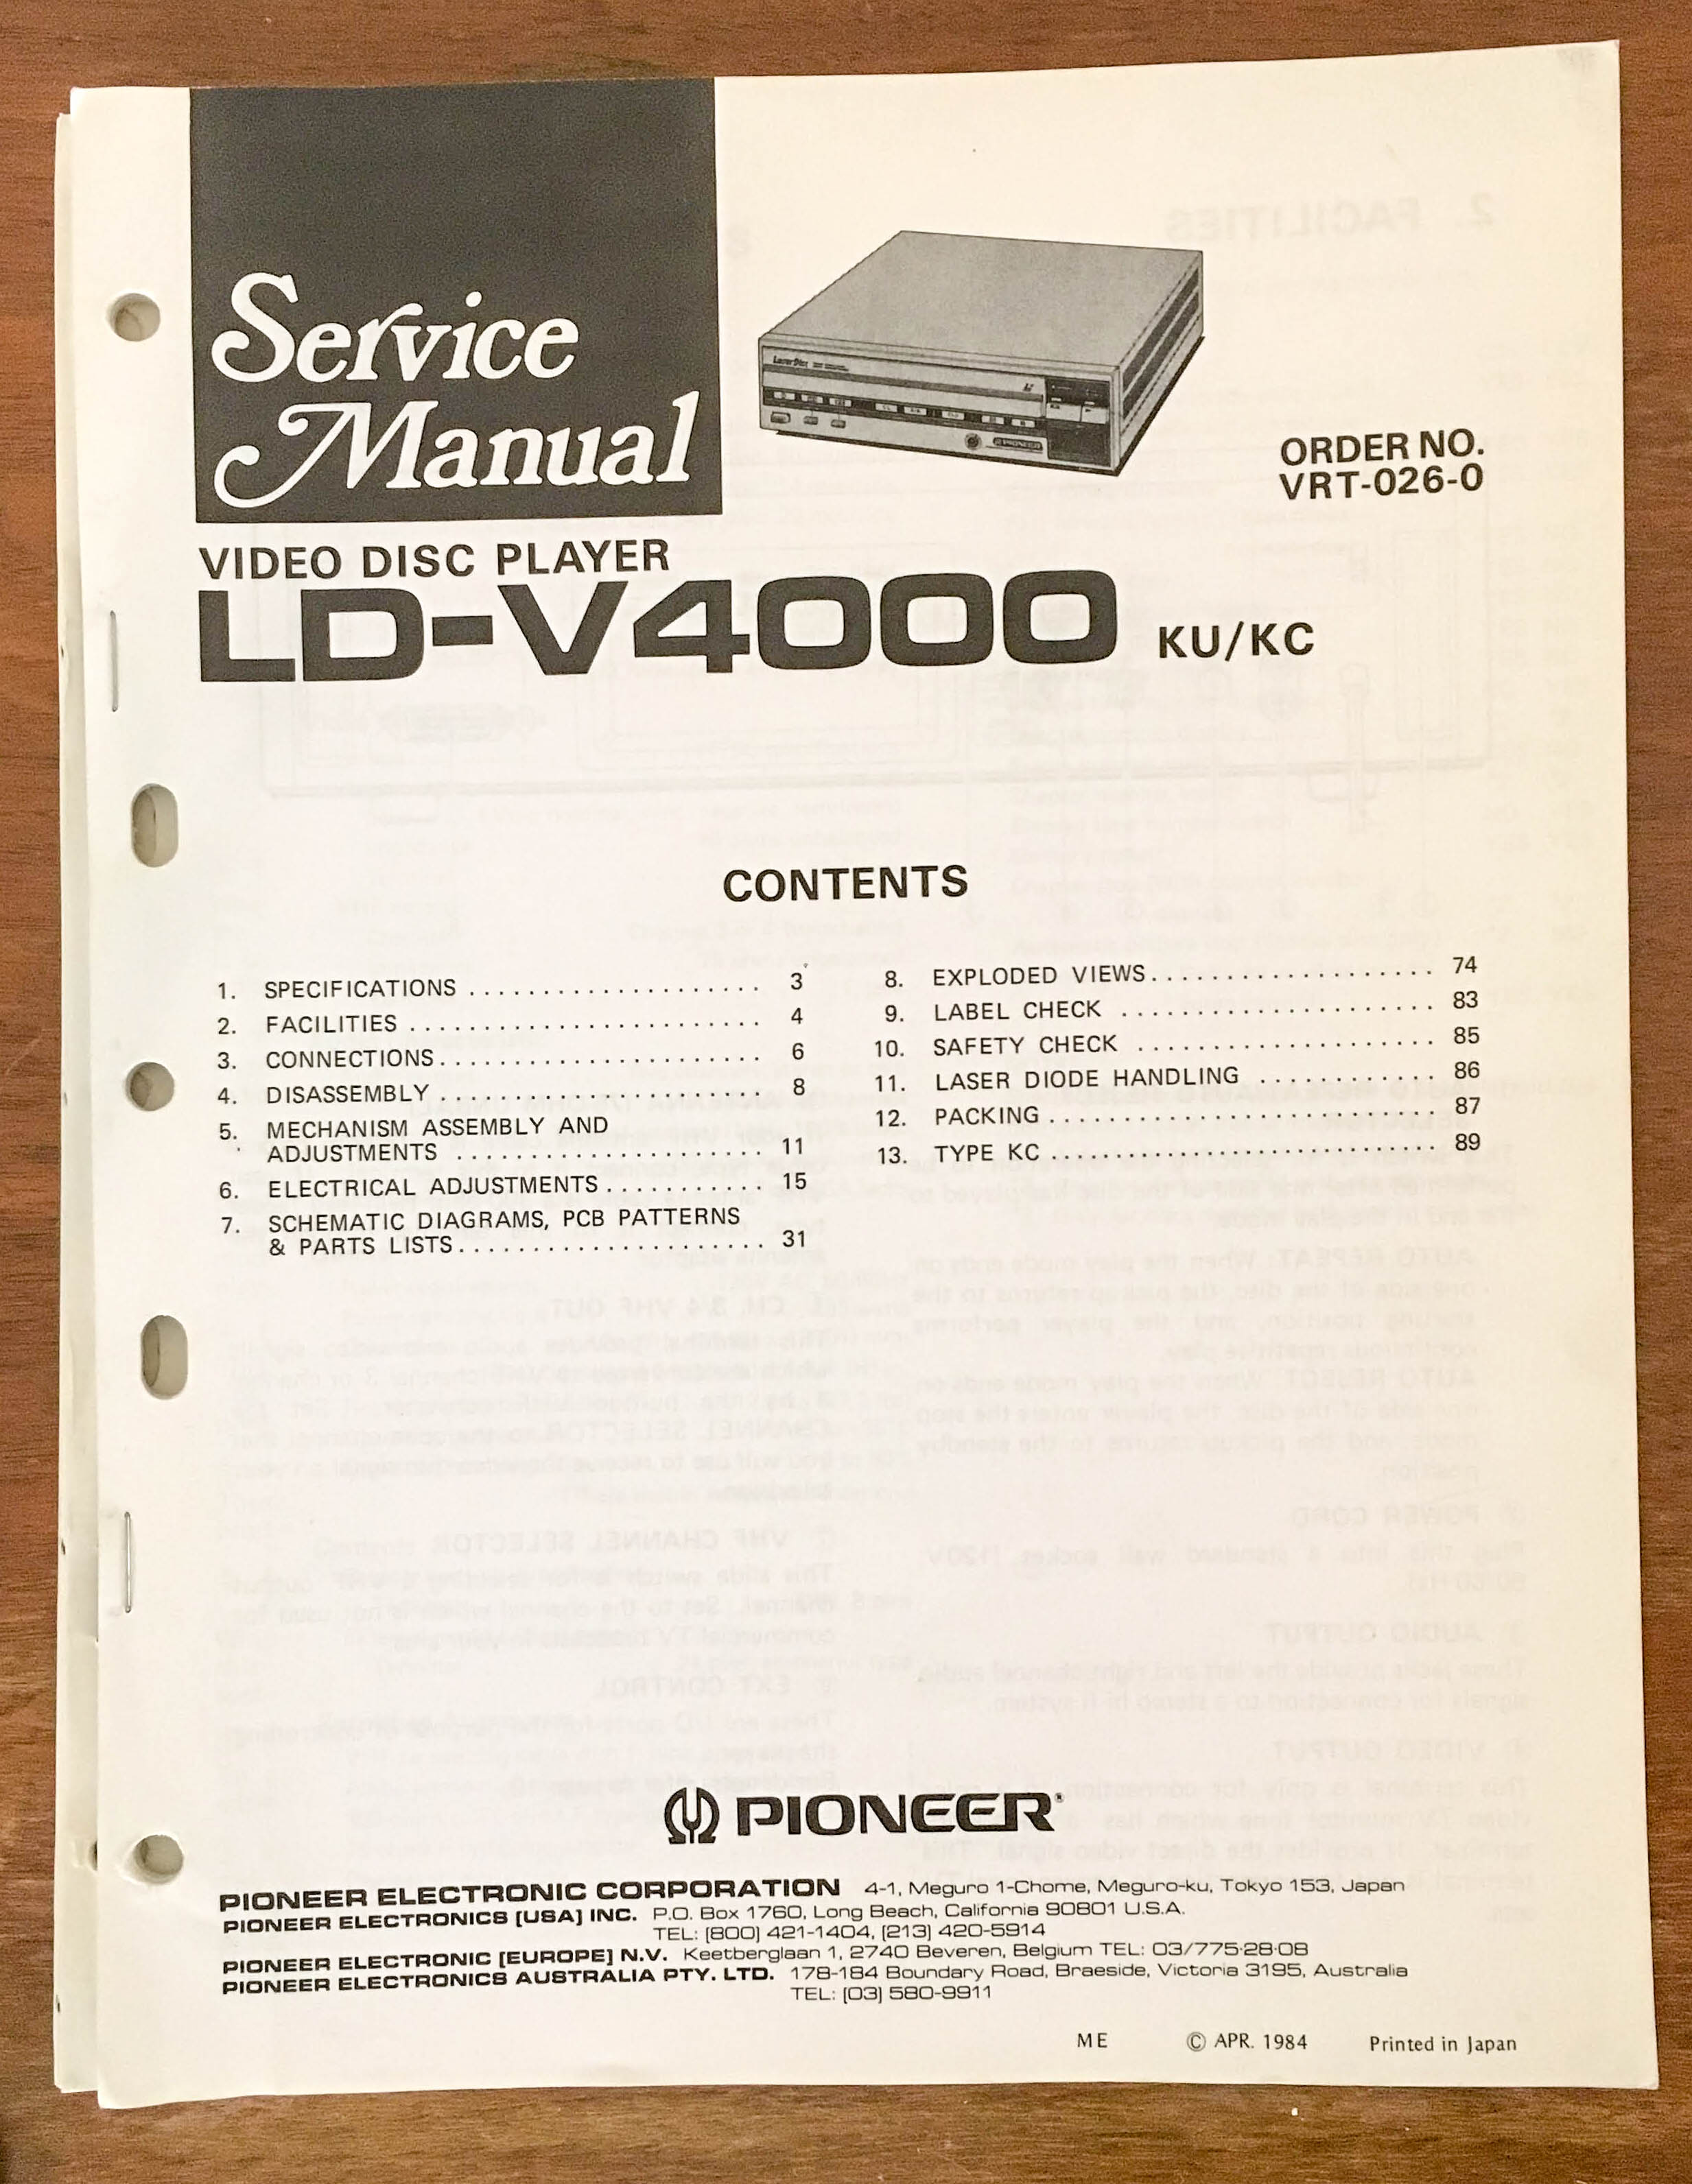 Service
Manual
LaserDisc
PIONEER
ORDER NO.
VRT-026-0
VIDEO DISC PLAYER
LD-V4000 KU/KC
CONTENTS
1. SPECIFICATIONS .................... 3
2. FACILITIES ........................ 4
3. CONNECTIONS ...................... 6
4. DISASSEMBLY ...................... 8
5. MECHANISM ASSEMBLY AND
ADJUSTMENTS ..................... 11
6. ELECTRICAL ADJUSTMENTS ........... 15
7. SCHEMATIC DIAGRAMS, PCB PATTERNS
& PARTS LISTS ..................... 31
8. EXPLODED VIEWS .................... 74
9. LABEL CHECK ...................... 83
10. SAFETY CHECK ..................... 85
11. LASER DIODE HANDLING ............ 86
12. PACKING ........................... 87
13. TYPE KC ........................... 89
PIONEER®
PIONEER ELECTRONIC CORPORATION 4-1, Meguro 1-Chome, Meguro-ku, Tokyo 153, Japan
PIONEER ELECTRONICS [USA] INC. P.O. Box 1760, Long Beach, California 90801 U.S.A.
TEL: [800] 421-1404, [213] 420-5914
PIONEER ELECTRONIC [EUROPE] N.V. Keetberglaan 1, 2740 Beveren, Belgium TEL: 03/775·28·08
PIONEER ELECTRONICS AUSTRALIA PTY. LTD. 178-184 Boundary Road, Braeside, Victoria 3195, Australia
TEL: [03] 580-9911
ME © APR. 1984 Printed in Japan